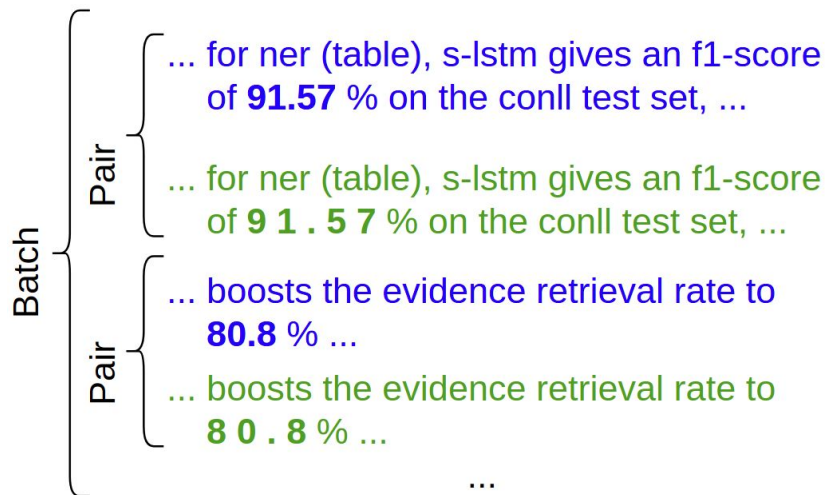 Batch
Pair
... for ner (table), s-lstm gives an f1-score
of 91.57 % on the conll test set, ...
... for ner (table), s-lstm gives an f1-score
of 9 1 . 5 7 % on the conll test set, ...
Pair
... boosts the evidence retrieval rate to
80.8 % ...
... boosts the evidence retrieval rate to
8 0 . 8 % ...
...